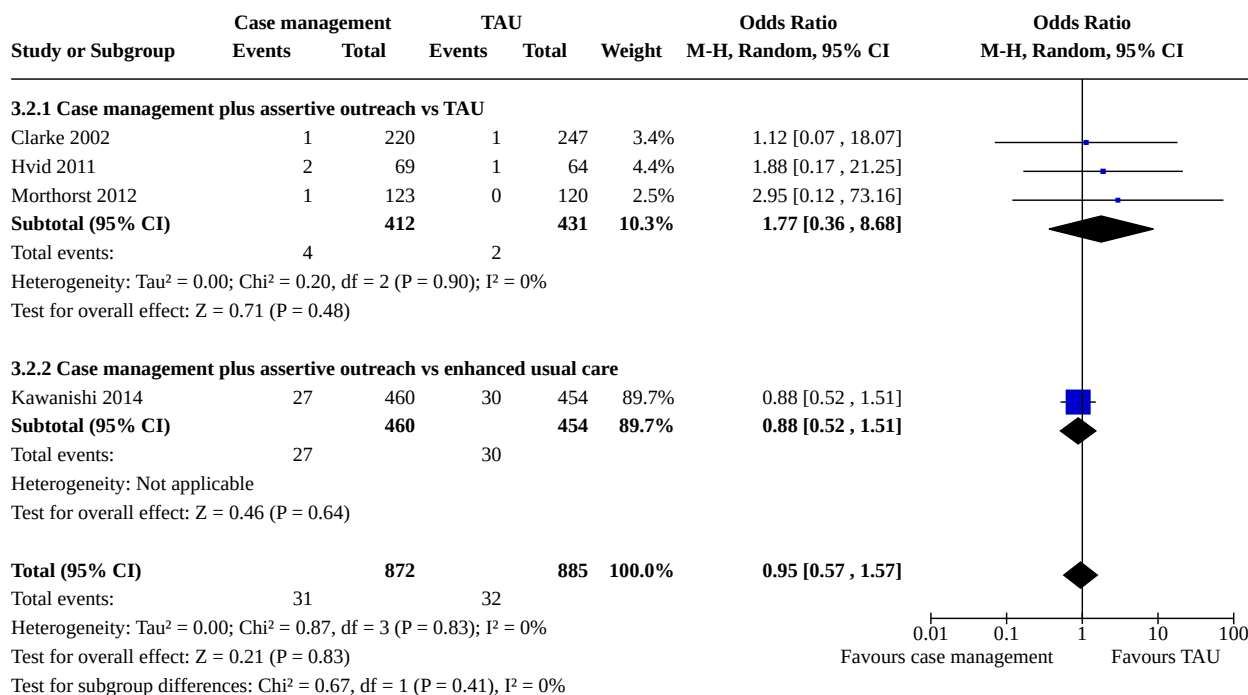 Case management TAU Odds Ratio Odds Ratio
Study or Subgroup Events Total Events Total Weight M-H, Random, 95% CI M-H, Random, 95% CI
3.2.1 Case management plus assertive outreach vs TAU
Clarke 2002 1 220 1 247 3.4% 1.12 [0.07 , 18.07]
Hvid 2011 2 69 1 64 4.4% 1.88 [0.17 , 21.25]
Morthorst 2012 1 123 0 120 2.5% 2.95 [0.12 , 73.16]
Subtotal (95% CI) 412 431 10.3% 1.77 [0.36 , 8.68]
Total events: 4 2
Heterogeneity: Tau² = 0.00; Chi² = 0.20, df = 2 (P = 0.90); I² = 0%
Test for overall effect: Z = 0.71 (P = 0.48)
3.2.2 Case management plus assertive outreach vs enhanced usual care
Kawanishi 2014 27 460 30 454 89.7% 0.88 [0.52 , 1.51]
Subtotal (95% CI) 460 454 89.7% 0.88 [0.52 , 1.51]
Total events: 27 30
Heterogeneity: Not applicable
Test for overall effect: Z = 0.46 (P = 0.64)
Total (95% CI) 872 885 100.0% 0.95 [0.57 , 1.57]
Total events: 31 32
Heterogeneity: Tau² = 0.00; Chi² = 0.87, df = 3 (P = 0.83); I² = 0%
0.01 0.1 1 10 100
Test for overall effect: Z = 0.21 (P = 0.83) Favours case management Favours TAU
Test for subgroup differences: Chi² = 0.67, df = 1 (P = 0.41), I² = 0%